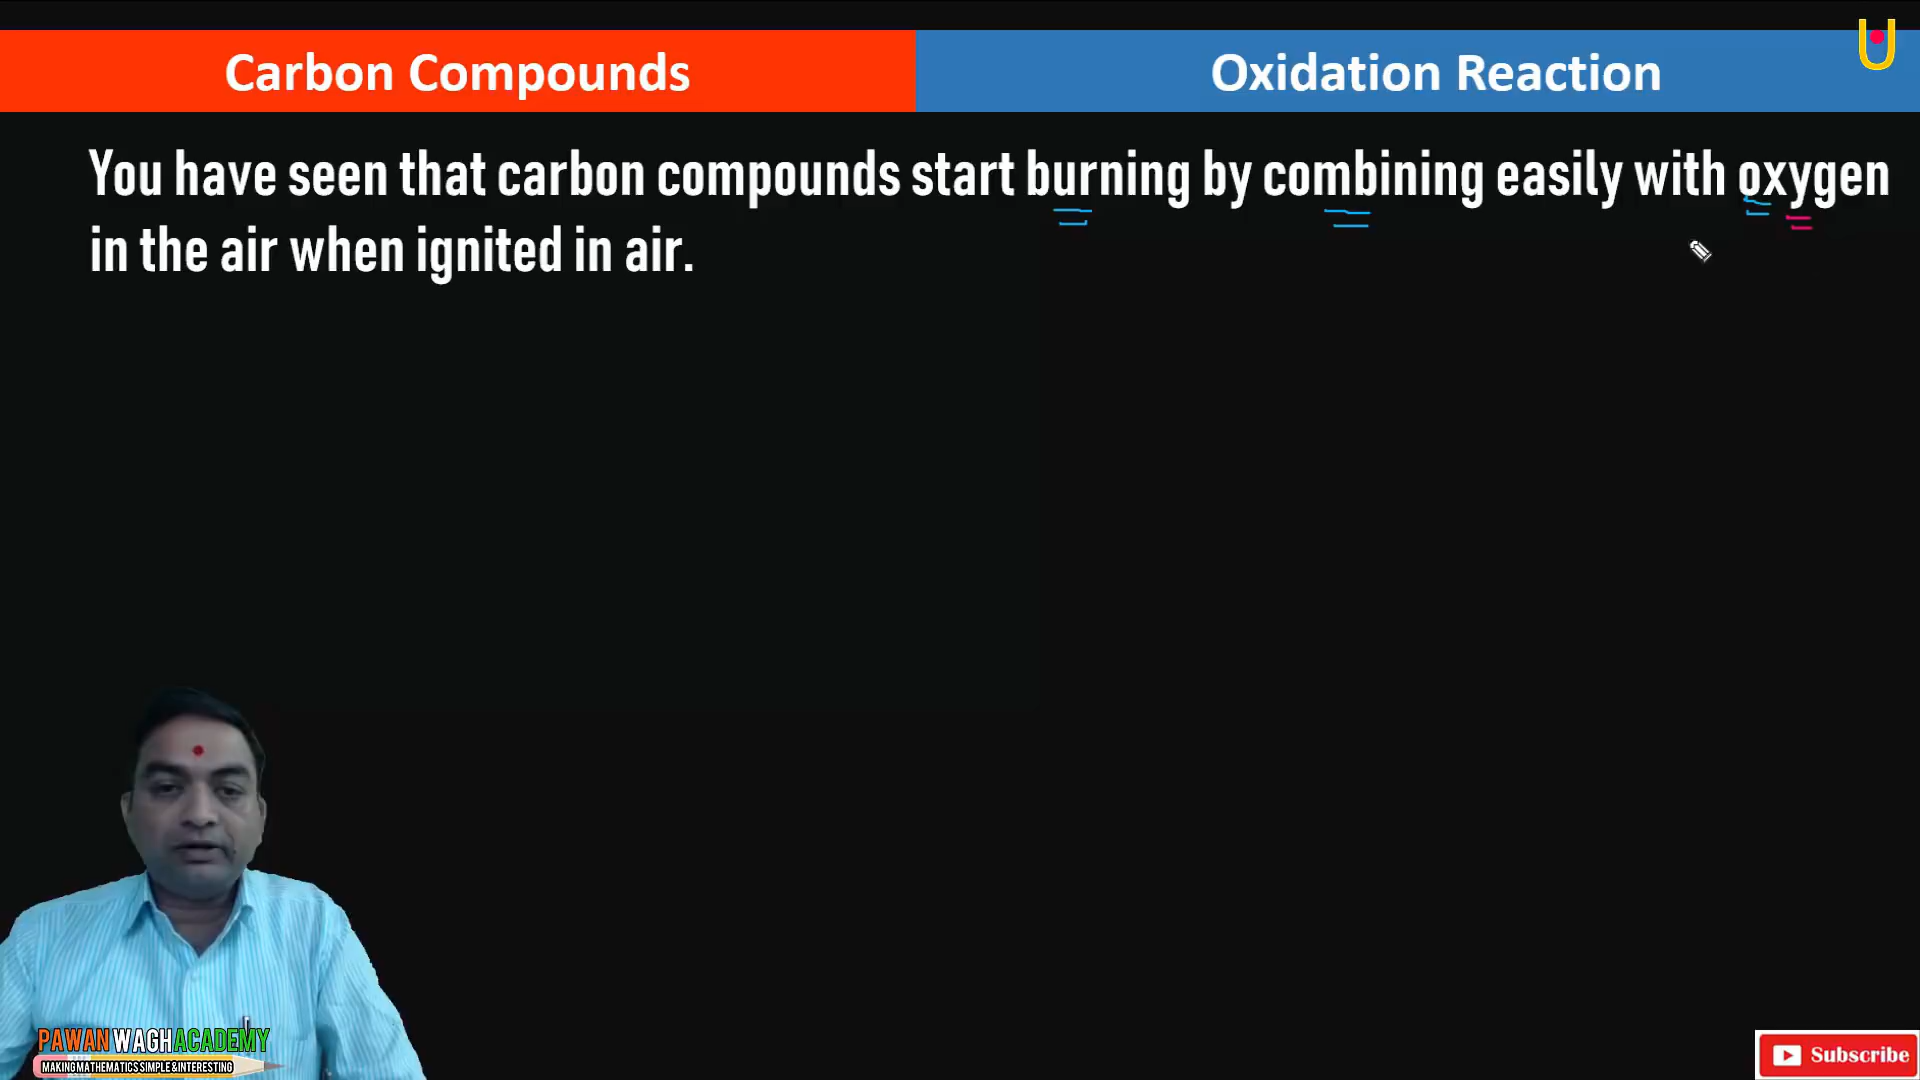 Carbon Compounds
Oxidation Reaction
You have seen that carbon compounds start burning by combining easily with oxygen
in the air when ignited in air.
PAWAN WAGH ACADEMY
MAKING MATHEMATICS SIMPLE & INTERESTING
Subscribe